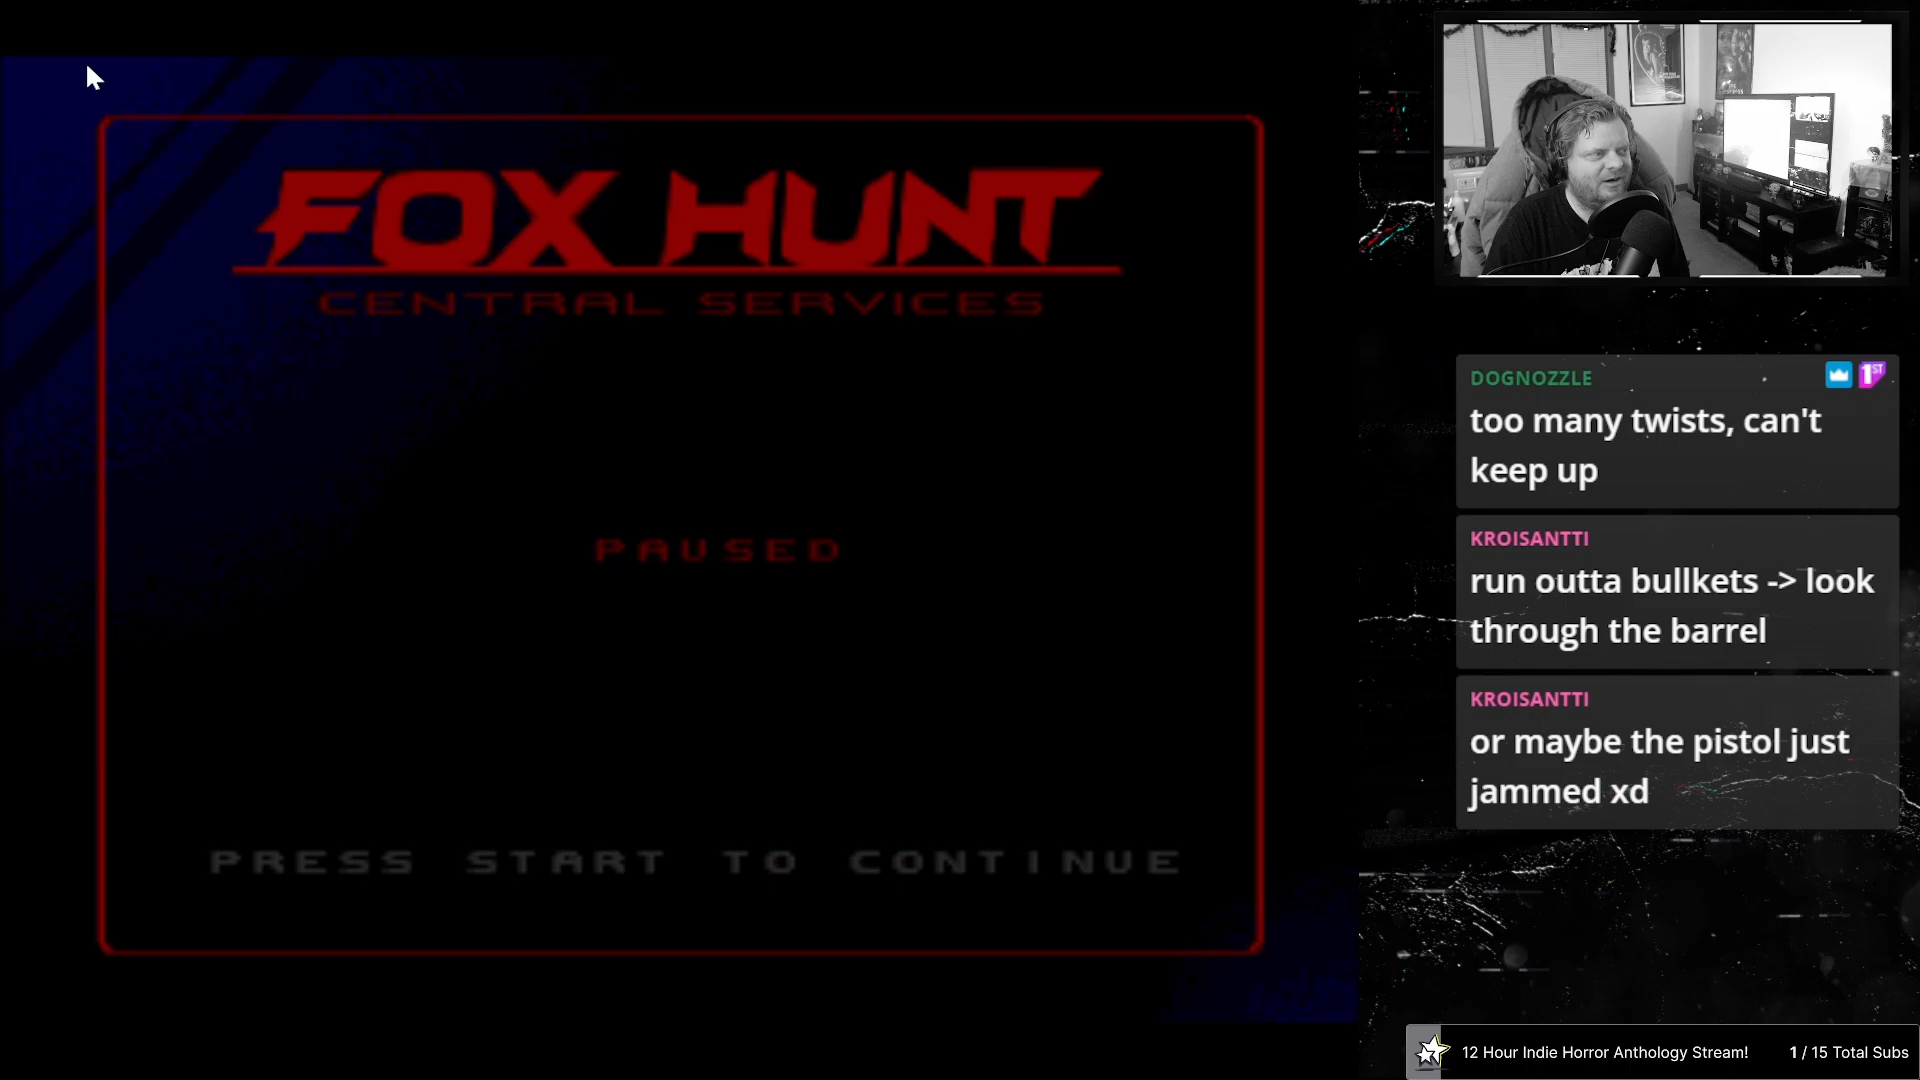 FOX HUNT
CENTRAL SERVICES
PAUSED
PRESS START TO CONTINUE
DOGNOZZLE
1ST
too many twists, can't
keep up
KROISANTTI
run outta bullkets -> look
through the barrel
KROISANTTI
or maybe the pistol just
jammed xd
12 Hour Indie Horror Anthology Stream! 1 / 15 Total Subs